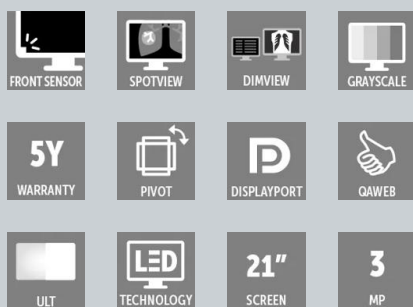 FRONT SENSOR
SPOTVIEW
DIMVIEW
GRAYSCALE
5Y
WARRANTY
PIVOT
DISPLAYPORT
QAWEB
ULT
LED
TECHNOLOGY
21"
SCREEN
3
MP